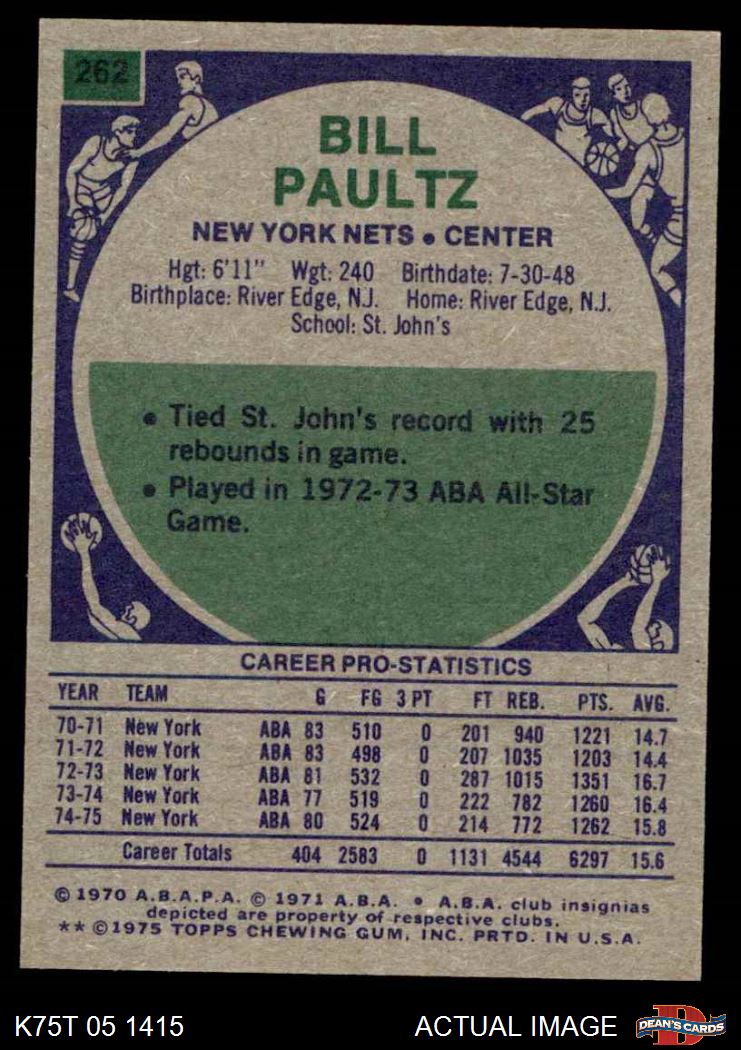 262
BILL
PAULTZ
NEW YORK NETS • CENTER
Hgt: 6'11" Wgt: 240 Birthdate: 7-30-48
Birthplace: River Edge, N.J. Home: River Edge, N.J.
School: St. John's
• Tied St. John's record with 25
rebounds in game.
• Played in 1972-73 ABA All-Star
Game.
CAREER PRO-STATISTICS
YEAR TEAM G FG 3 PT FT REB. PTS. AVG.
70-71 New York ABA 83 510 0 201 940 1221 14.7
71-72 New York ABA 83 498 0 207 1035 1203 14.4
72-73 New York ABA 81 532 0 287 1015 1351 16.7
73-74 New York ABA 77 519 0 222 782 1260 16.4
74-75 New York ABA 80 524 0 214 772 1262 15.8
Career Totals 404 2583 0 1131 4544 6297 15.6
© 1970 A.B.A.P.A. © 1971 A.B.A. • A.B.A. club insignias
depicted are property of respective clubs.
** © 1975 TOPPS CHEWING GUM, INC. PRTD. IN U.S.A.
K75T 05 1415 ACTUAL IMAGE D DEAN'S CARDS